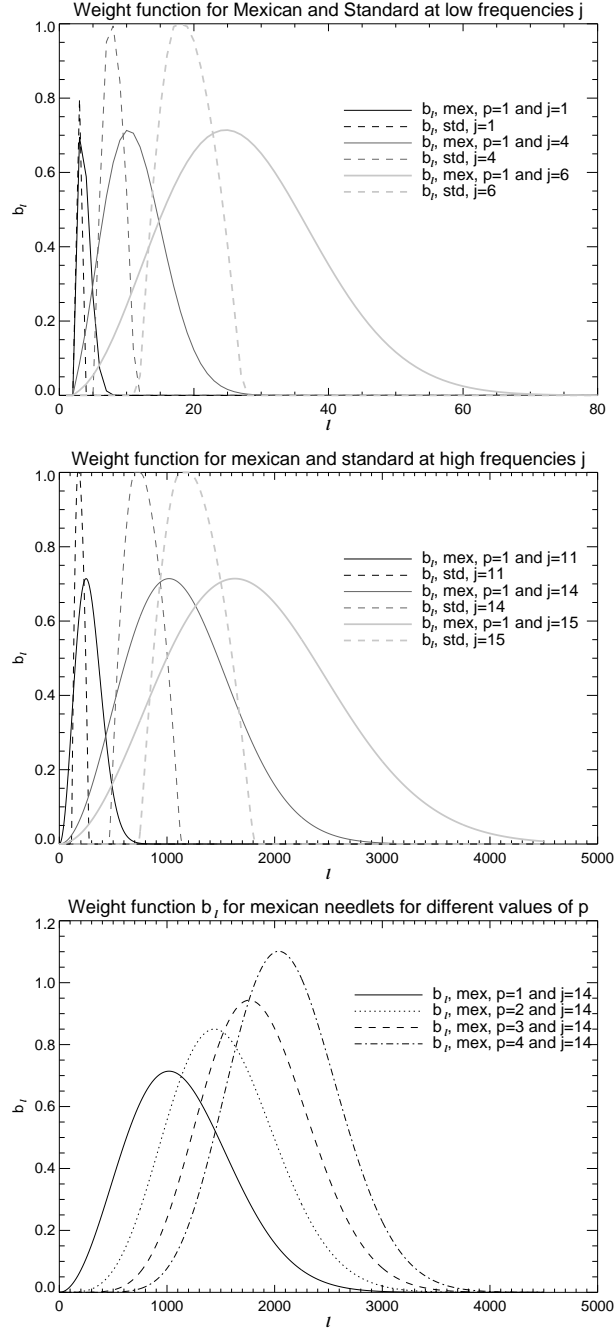 Weight function for Mexican and Standard at low frequencies j
1.0
0.8
0.6
0.4
0.2
0.0
b_l
b_l, mex, p=1 and j=1
b_l, std, j=1
b_l, mex, p=1 and j=4
b_l, std, j=4
b_l, mex, p=1 and j=6
b_l, std, j=6
0 20 40 60 80
l
Weight function for mexican and standard at high frequencies j
1.0
0.8
0.6
0.4
0.2
0.0
b_l
b_l, mex, p=1 and j=11
b_l, std, j=11
b_l, mex, p=1 and j=14
b_l, std, j=14
b_l, mex, p=1 and j=15
b_l, std, j=15
0 1000 2000 3000 4000 5000
l
Weight function b_l for mexican needlets for different values of p
1.2
1.0
0.8
0.6
0.4
0.2
0.0
b_l
b_l, mex, p=1 and j=14
b_l, mex, p=2 and j=14
b_l, mex, p=3 and j=14
b_l, mex, p=4 and j=14
0 1000 2000 3000 4000 5000
l